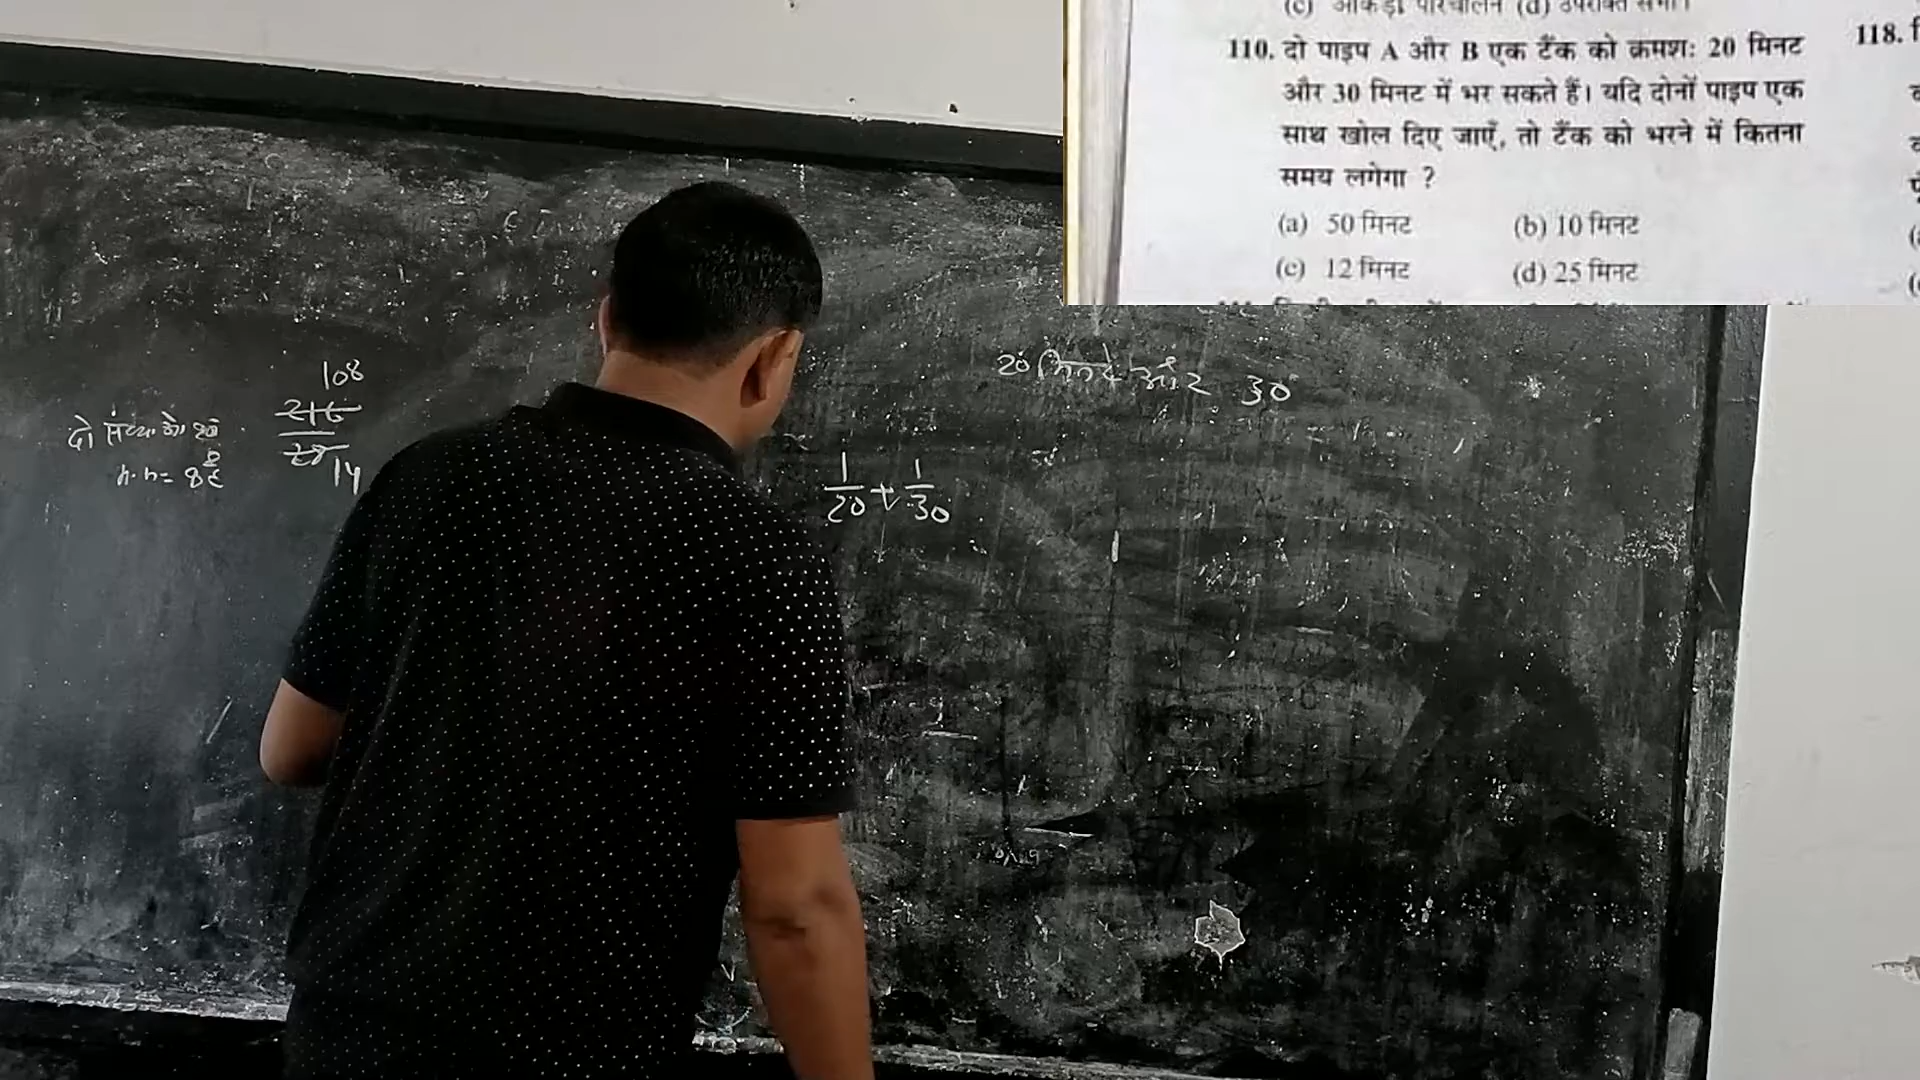 110. दो पाइप A और B एक टैंक को क्रमश: 20 मिनट
और 30 मिनट में भर सकते हैं। यदि दोनों पाइप एक
साथ खोल दिए जाएँ, तो टैंक को भरने में कितना
समय लगेगा ?
(a) 50 मिनट (b) 10 मिनट
(c) 12 मिनट (d) 25 मिनट
118.
108
216
28 14
दो
20 मिनट और 30
1/20 + 1/30